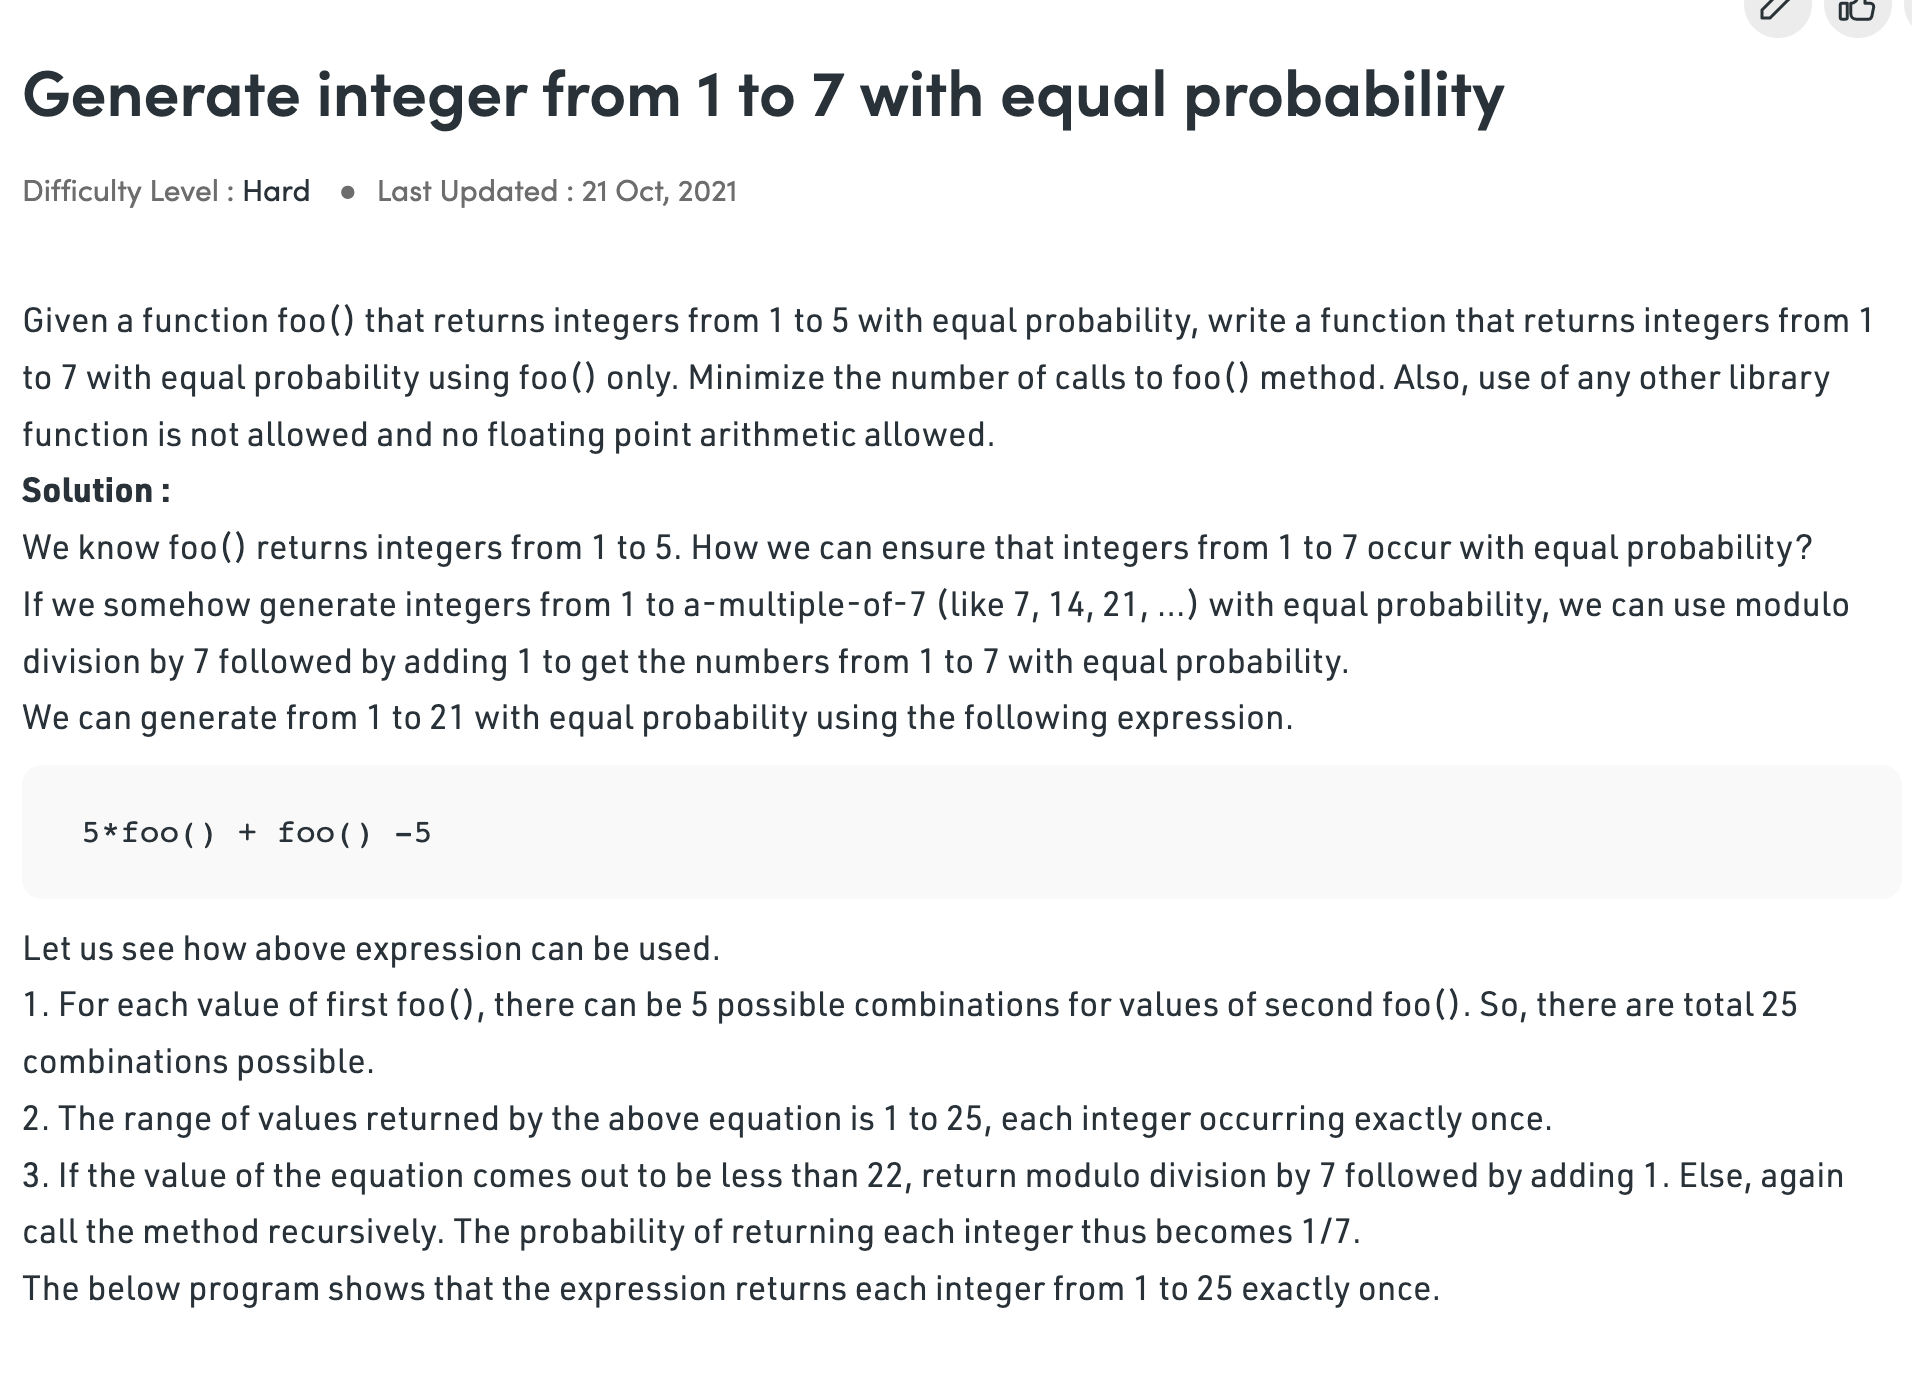 Generate integer from 1 to 7 with equal probability
Difficulty Level : Hard ● Last Updated : 21 Oct, 2021
Given a function foo() that returns integers from 1 to 5 with equal probability, write a function that returns integers from 1
to 7 with equal probability using foo() only. Minimize the number of calls to foo() method. Also, use of any other library
function is not allowed and no floating point arithmetic allowed.
Solution :
We know foo() returns integers from 1 to 5. How we can ensure that integers from 1 to 7 occur with equal probability?
If we somehow generate integers from 1 to a-multiple-of-7 (like 7, 14, 21, …) with equal probability, we can use modulo
division by 7 followed by adding 1 to get the numbers from 1 to 7 with equal probability.
We can generate from 1 to 21 with equal probability using the following expression.
5*foo() + foo() -5
Let us see how above expression can be used.
1. For each value of first foo(), there can be 5 possible combinations for values of second foo(). So, there are total 25
combinations possible.
2. The range of values returned by the above equation is 1 to 25, each integer occurring exactly once.
3. If the value of the equation comes out to be less than 22, return modulo division by 7 followed by adding 1. Else, again
call the method recursively. The probability of returning each integer thus becomes 1/7.
The below program shows that the expression returns each integer from 1 to 25 exactly once.